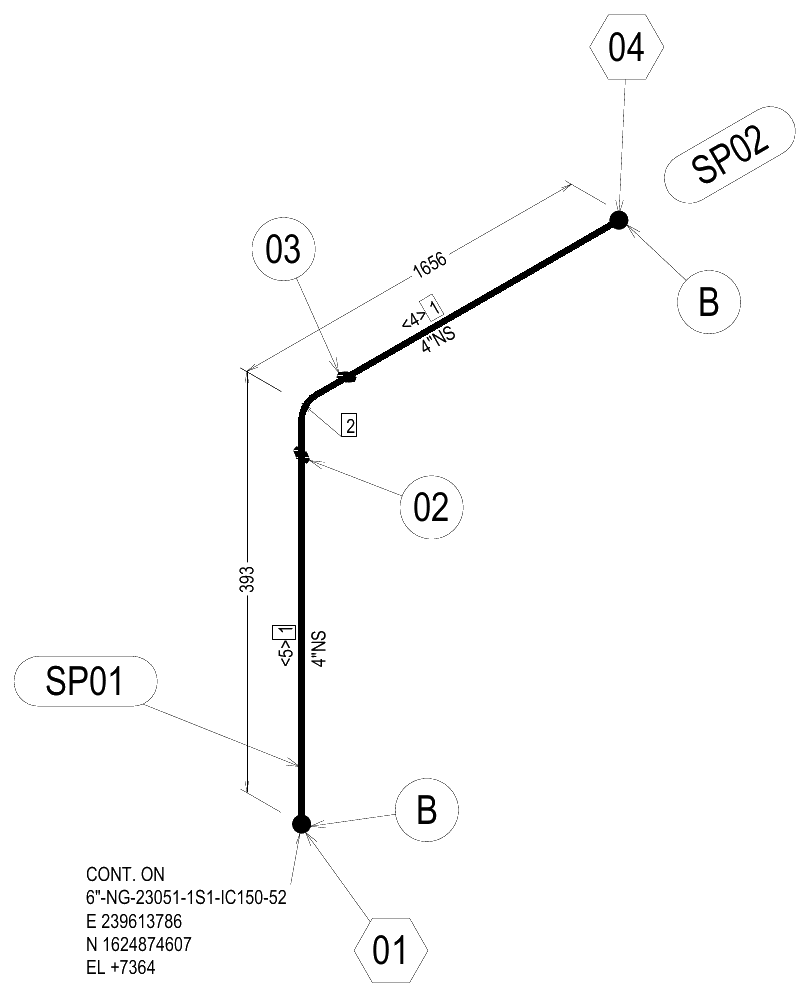 04
SP02
03
1656
B
<4> 1
4"NS
2
02
393
<5> 1
4"NS
SP01
B
CONT. ON
6"-NG-23051-1S1-IC150-52
E 239613786
N 1624874607
EL +7364
01